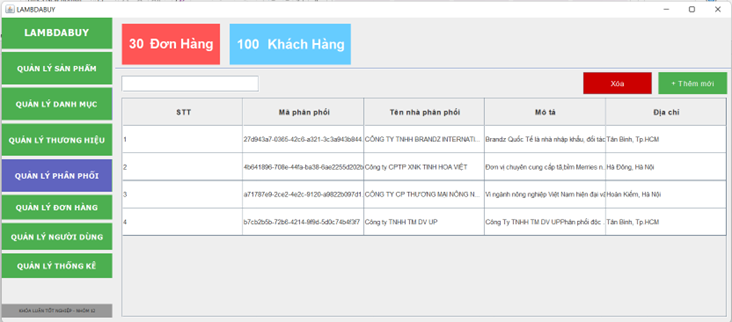 LAMBDABUY
LAMBDABUY
30 Đơn Hàng
100 Khách Hàng
QUẢN LÝ SẢN PHẨM
QUẢN LÝ DANH MỤC
QUẢN LÝ THƯƠNG HIỆU
QUẢN LÝ PHÂN PHỐI
QUẢN LÝ ĐƠN HÀNG
QUẢN LÝ NGƯỜI DÙNG
QUẢN LÝ THỐNG KÊ
KHÓA LUẬN TỐT NGHIỆP - NHÓM
Xóa
+ Thêm mới
STT Mã phân phối Tên nhà phân phối Mô tả Địa chỉ
1 27d943a7-0365-42c6-a321-3c3a943b844 CÔNG TY TNHH BRANDZ INTERNATI... Brandz Quốc Tế là nhà nhập khẩu, đối tác Tân Bình, Tp.HCM
2 4b641896-708e-44fa-ba38-6ae2255d202b Công ty CPTP XNK TINH HOA VIỆT Đơn vị chuyên cung cấp tã,bỉm Merries n.. Hà Đông, Hà Nội
3 a71787e9-2ce2-4e2c-9120-a9822b097d1 CÔNG TY CP THƯƠNG MẠI NÔNG N... Vì ngành nông nghiệp Việt Nam hiện đại và Hoàn Kiếm, Hà Nội
4 b7cb2b5b-72b6-4214-9f9d-5d0c74b4f3f7 Công ty TNHH TM DV UP Công Ty TNHH TM DV UPPhân phối độc Tân Bình, Tp.HCM